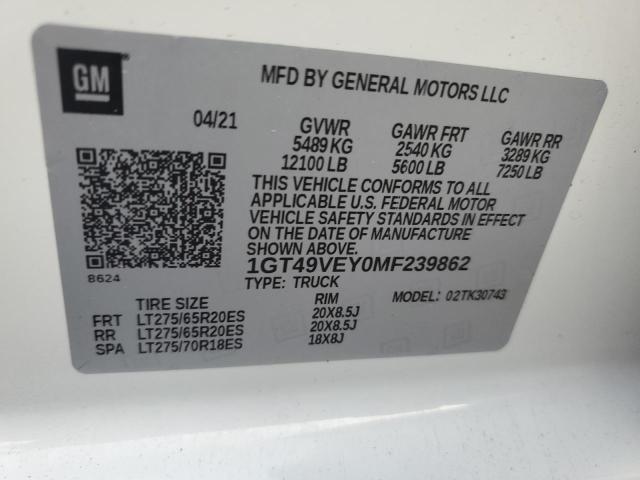 GM
MFD BY GENERAL MOTORS LLC
04/21 GVWR GAWR FRT GAWR RR
5489 KG 2540 KG 3289 KG
12100 LB 5600 LB 7250 LB
THIS VEHICLE CONFORMS TO ALL
APPLICABLE U.S. FEDERAL MOTOR
VEHICLE SAFETY STANDARDS IN EFFECT
ON THE DATE OF MANUFACTURE
SHOWN ABOVE.
8624
1GT49VEY0MF239862
TYPE: TRUCK MODEL: 02TK30743
TIRE SIZE RIM
FRT LT275/65R20ES 20X8.5J
RR LT275/65R20ES 20X8.5J
SPA LT275/70R18ES 18X8J